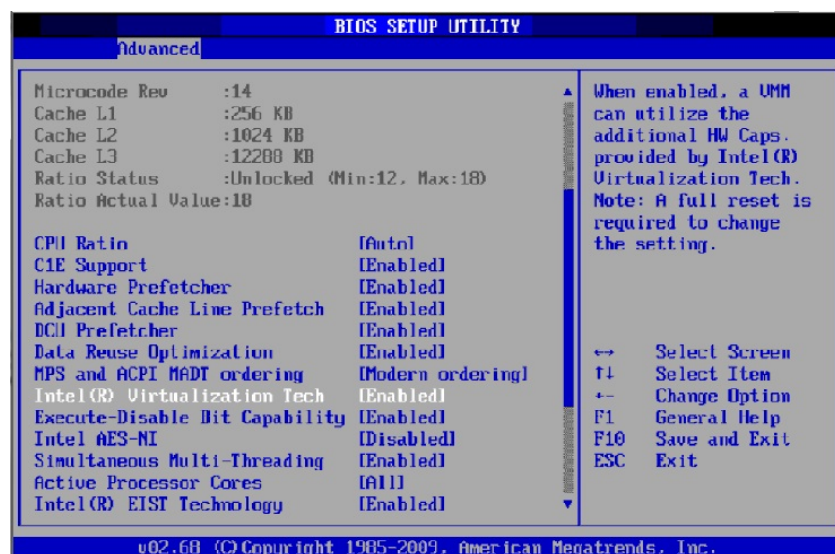 BIOS SETUP UTILITY
Advanced
Microcode Rev :14
Cache L1 :256 KB
Cache L2 :1024 KB
Cache L3 :12288 KB
Ratio Status :Unlocked (Min:12, Max:18)
Ratio Actual Value:18
CPU Ratio [Auto]
C1E Support [Enabled]
Hardware Prefetcher [Enabled]
Adjacent Cache Line Prefetch [Enabled]
DCU Prefetcher [Enabled]
Data Reuse Optimization [Enabled]
MPS and ACPI MADT ordering [Modern ordering]
Intel(R) Virtualization Tech [Enabled]
Execute-Disable Bit Capability [Enabled]
Intel AES-NI [Disabled]
Simultaneous Multi-Threading [Enabled]
Active Processor Cores [All]
Intel(R) EIST Technology [Enabled]
When enabled, a VMM
can utilize the
additional HW Caps.
provided by Intel(R)
Virtualization Tech.
Note: A full reset is
required to change
the setting.
↔ Select Screen
↑↓ Select Item
+- Change Option
F1 General Help
F10 Save and Exit
ESC Exit
v02.68 (C)Copyright 1985-2009, American Megatrends, Inc.